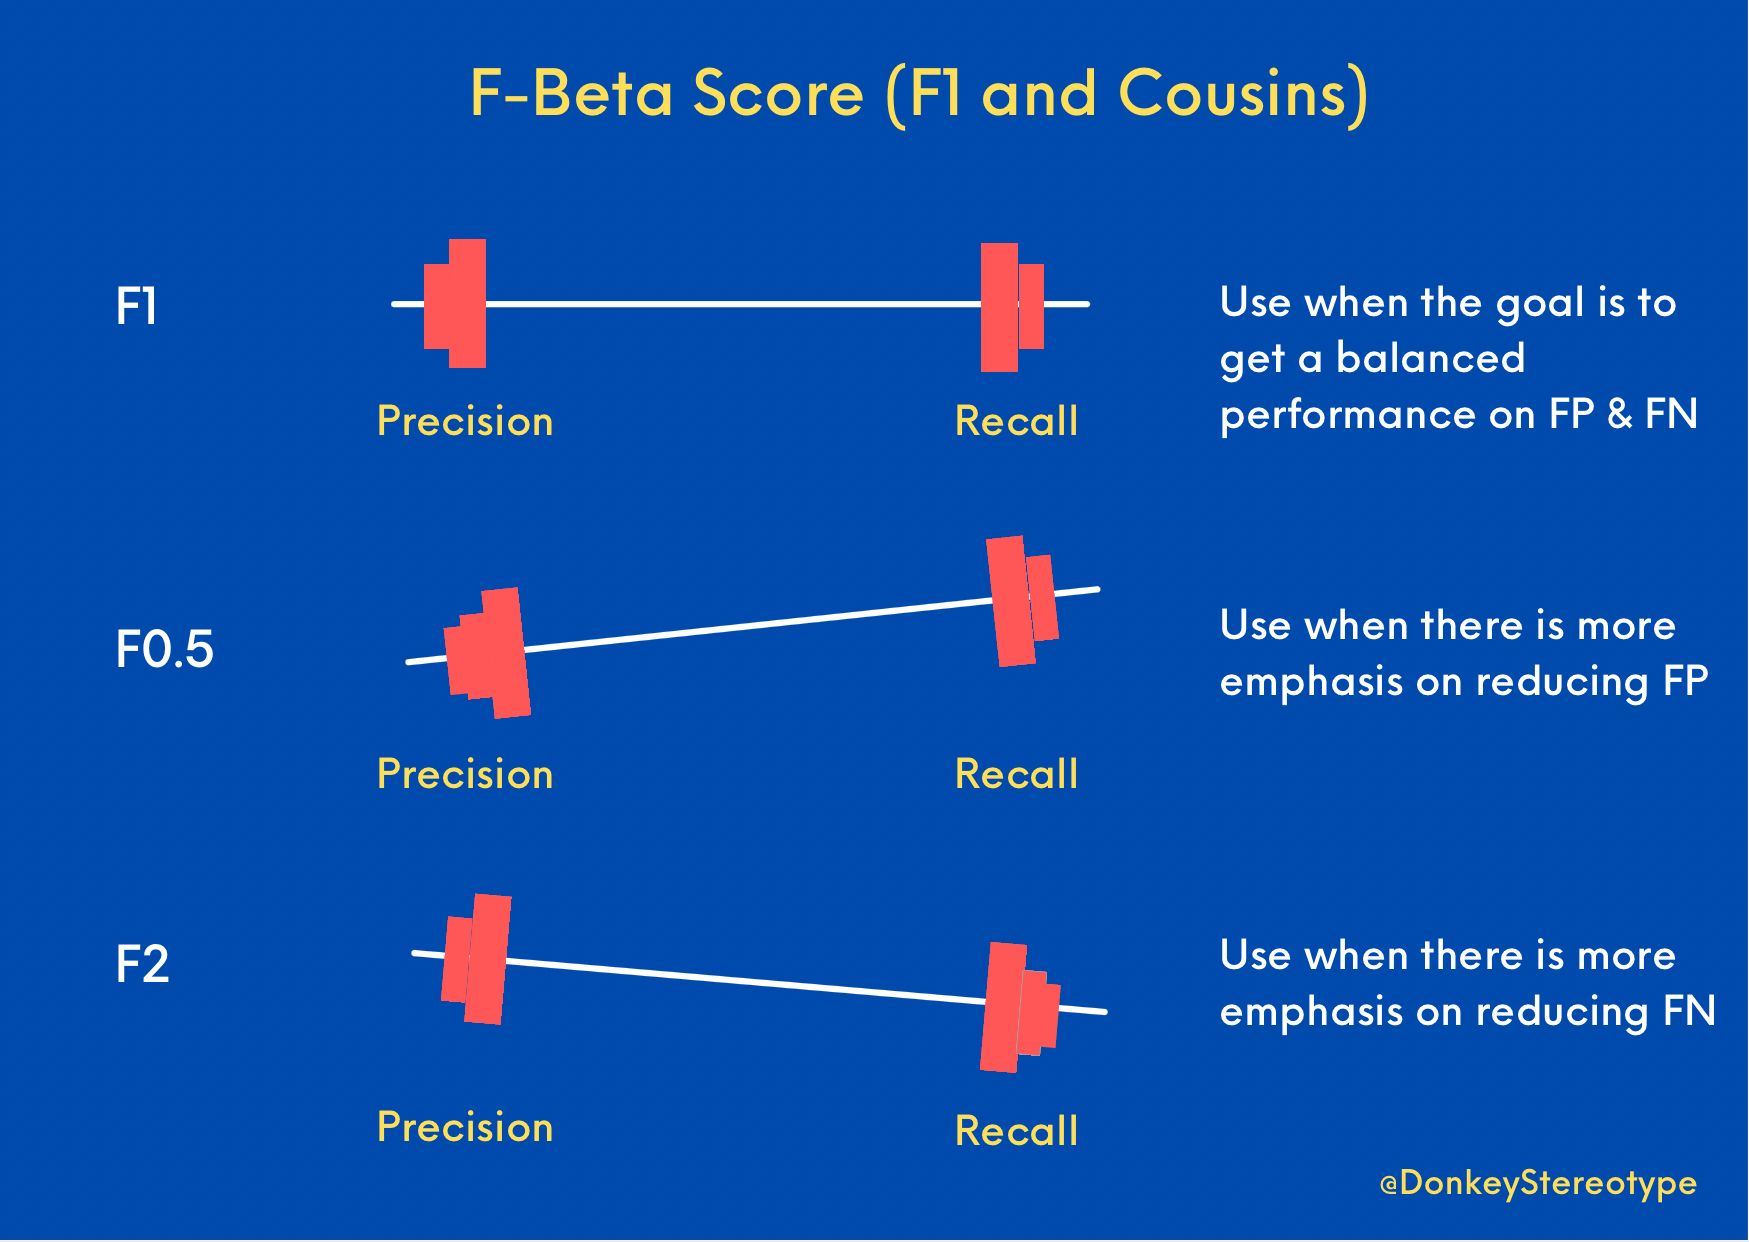 F-Beta Score (F1 and Cousins)
F1
Precision
Recall
Use when the goal is to
get a balanced
performance on FP & FN
F0.5
Precision
Recall
Use when there is more
emphasis on reducing FP
F2
Precision
Recall
Use when there is more
emphasis on reducing FN
@DonkeyStereotype